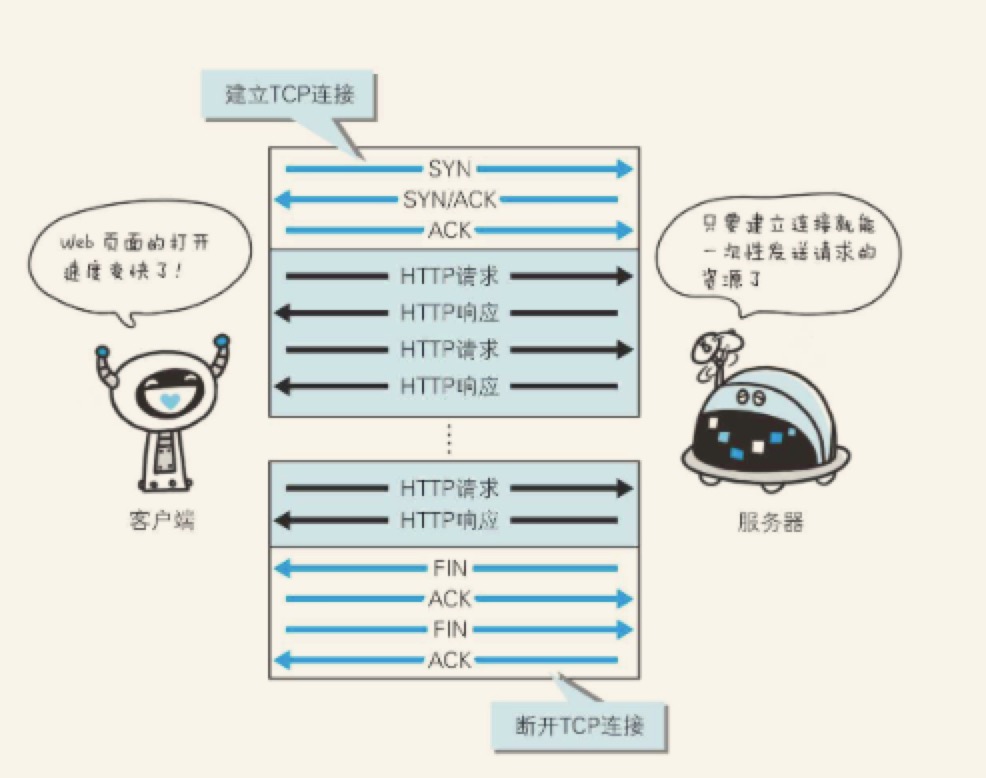 建立TCP连接
SYN
SYN/ACK
ACK
Web 页面的打开
速度变快了!
只要建立连接就能
一次性发送请求的
资源了
HTTP请求
HTTP响应
HTTP请求
HTTP响应
HTTP请求
HTTP响应
客户端
服务器
FIN
ACK
FIN
ACK
断开TCP连接